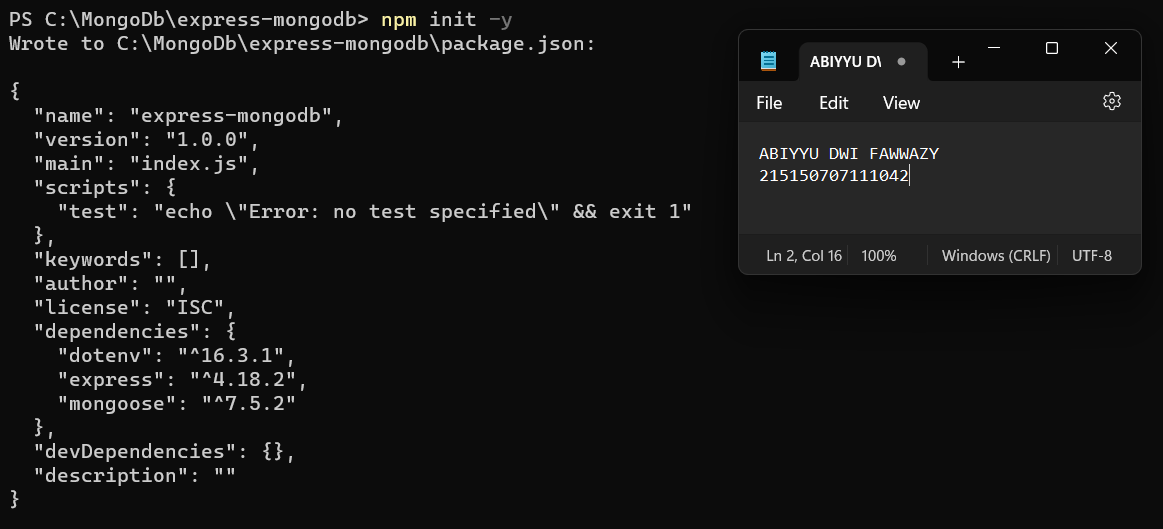 PS C:\MongoDb\express-mongodb> npm init -y
Wrote to C:\MongoDb\express-mongodb\package.json:
{
  "name": "express-mongodb",
  "version": "1.0.0",
  "main": "index.js",
  "scripts": {
    "test": "echo \"Error: no test specified\" && exit 1"
  },
  "keywords": [],
  "author": "",
  "license": "ISC",
  "dependencies": {
    "dotenv": "^16.3.1",
    "express": "^4.18.2",
    "mongoose": "^7.5.2"
  },
  "devDependencies": {},
  "description": ""
}
ABIYYU
File Edit View
ABIYYU DWI FAWWAZY
215150707111042
Ln 2, Col 16 100% Windows (CRLF) UTF-8